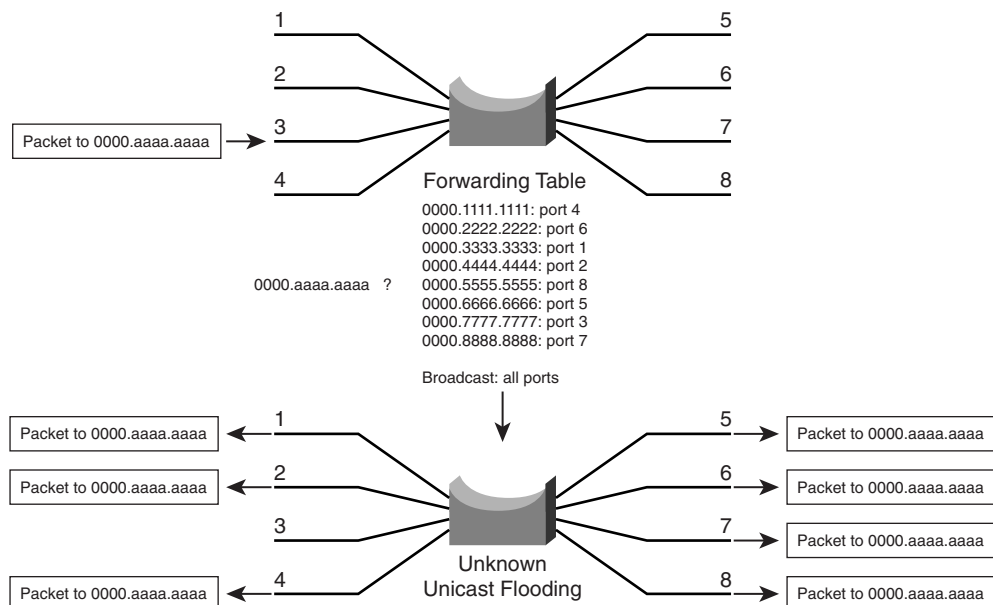 1
5
2
6
Packet to 0000.aaaa.aaaa
3
7
4
8
Forwarding Table
0000.1111.1111: port 4
0000.2222.2222: port 6
0000.3333.3333: port 1
0000.4444.4444: port 2
0000.aaaa.aaaa ?
0000.5555.5555: port 8
0000.6666.6666: port 5
0000.7777.7777: port 3
0000.8888.8888: port 7
Broadcast: all ports
Packet to 0000.aaaa.aaaa
1
5
Packet to 0000.aaaa.aaaa
Packet to 0000.aaaa.aaaa
2
6
Packet to 0000.aaaa.aaaa
3
7
Packet to 0000.aaaa.aaaa
Packet to 0000.aaaa.aaaa
4
Unknown
Unicast Flooding
8
Packet to 0000.aaaa.aaaa